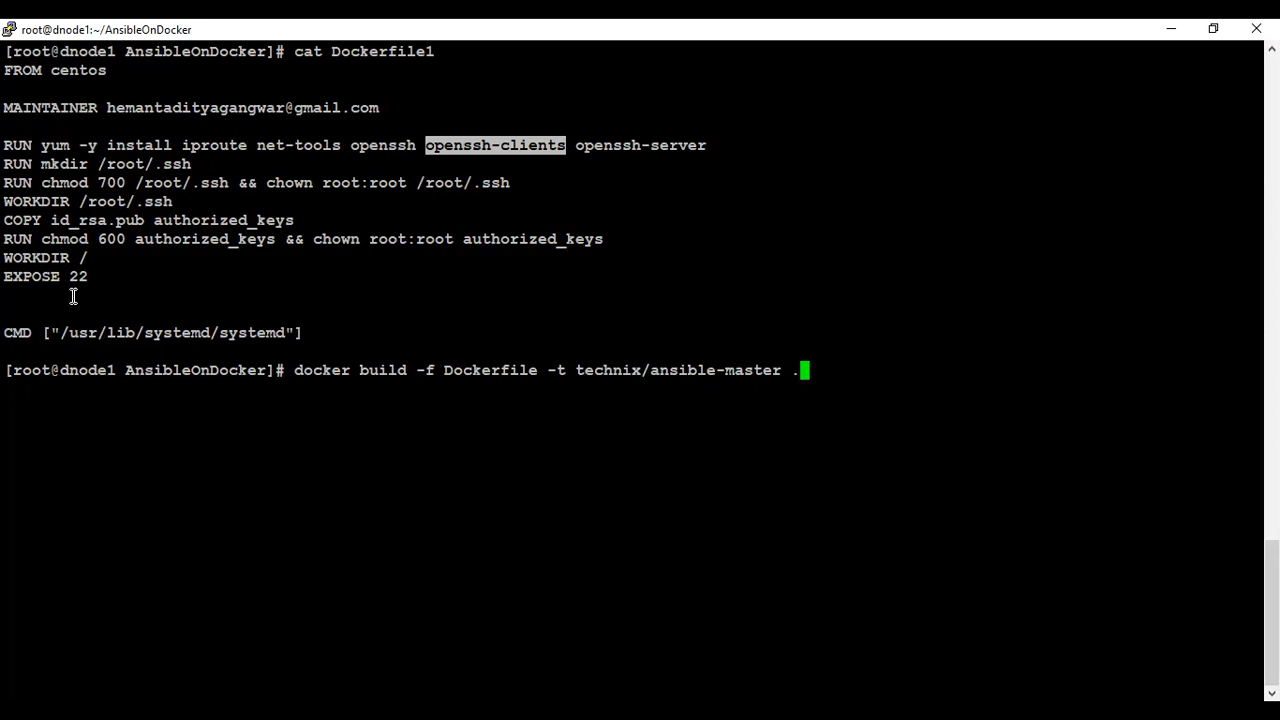 root@dnode1:~/AnsibleOnDocker
[root@dnode1 AnsibleOnDocker]# cat Dockerfile1
FROM centos
MAINTAINER hemantadityagangwar@gmail.com
RUN yum -y install iproute net-tools openssh openssh-clients openssh-server
RUN mkdir /root/.ssh
RUN chmod 700 /root/.ssh && chown root:root /root/.ssh
WORKDIR /root/.ssh
COPY id_rsa.pub authorized_keys
RUN chmod 600 authorized_keys && chown root:root authorized_keys
WORKDIR /
EXPOSE 22
CMD ["/usr/lib/systemd/systemd"]
[root@dnode1 AnsibleOnDocker]# docker build -f Dockerfile -t technix/ansible-master .